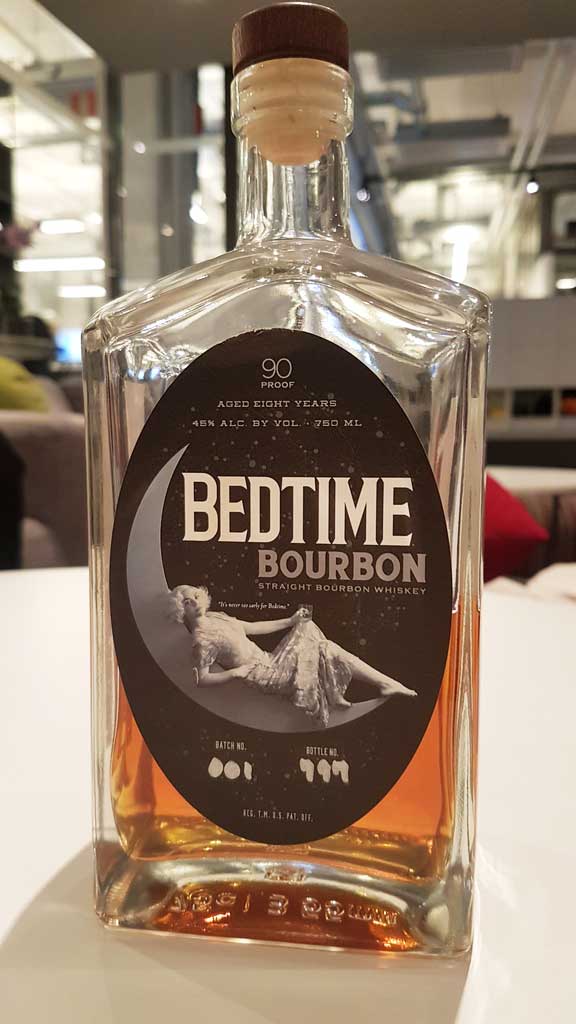 90
PROOF
AGED EIGHT YEARS
45% ALC. BY VOL. · 750 ML
BEDTIME
BOURBON
STRAIGHT BOURBON WHISKEY
"It's never too early for Bedtime."
BATCH NO. BOTTLE NO.
001 797
REG. T.M. U.S. PAT. OFF.